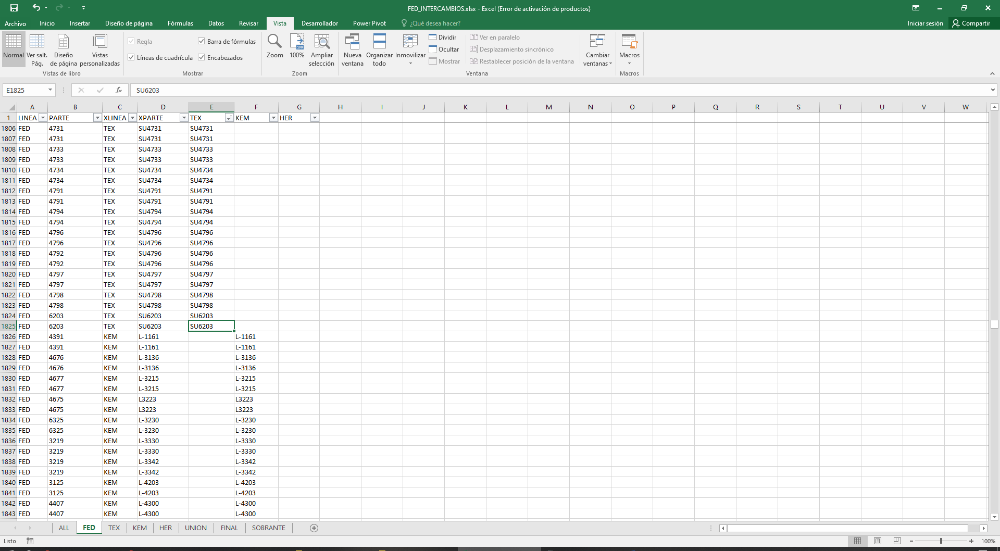 FED_INTERCAMBIOS.xlsx - Excel (Error de activación de productos)
Archivo Inicio Insertar Diseño de página Fórmulas Datos Revisar Vista Desarrollador Power Pivot ¿Qué desea hacer? Iniciar sesión Compartir
Normal Ver salt. Pág. Diseño de página Vistas personalizadas
Vistas de libro
Regla Barra de fórmulas
Líneas de cuadrícula Encabezados
Mostrar
Zoom 100% Ampliar selección
Zoom
Nueva ventana Organizar todo Inmovilizar
Dividir
Ocultar
Mostrar
Ver en paralelo
Desplazamiento sincrónico
Restablecer posición de la ventana
Cambiar ventanas
Ventana
Macros
Macros
E1825 fx SU6203
A B C D E F G H I J K L M N O P Q R S T U V W
1 LINEA PARTE XLINEA XPARTE TEX KEM HER
1806 FED 4731 TEX SU4731 SU4731
1807 FED 4731 TEX SU4731 SU4731
1808 FED 4733 TEX SU4733 SU4733
1809 FED 4733 TEX SU4733 SU4733
1810 FED 4734 TEX SU4734 SU4734
1811 FED 4734 TEX SU4734 SU4734
1812 FED 4791 TEX SU4791 SU4791
1813 FED 4791 TEX SU4791 SU4791
1814 FED 4794 TEX SU4794 SU4794
1815 FED 4794 TEX SU4794 SU4794
1816 FED 4796 TEX SU4796 SU4796
1817 FED 4796 TEX SU4796 SU4796
1818 FED 4792 TEX SU4796 SU4796
1819 FED 4792 TEX SU4796 SU4796
1820 FED 4797 TEX SU4797 SU4797
1821 FED 4797 TEX SU4797 SU4797
1822 FED 4798 TEX SU4798 SU4798
1823 FED 4798 TEX SU4798 SU4798
1824 FED 6203 TEX SU6203 SU6203
1825 FED 6203 TEX SU6203 SU6203
1826 FED 4391 KEM L-1161 L-1161
1827 FED 4391 KEM L-1161 L-1161
1828 FED 4676 KEM L-3136 L-3136
1829 FED 4676 KEM L-3136 L-3136
1830 FED 4677 KEM L-3215 L-3215
1831 FED 4677 KEM L-3215 L-3215
1832 FED 4675 KEM L3223 L3223
1833 FED 4675 KEM L3223 L3223
1834 FED 6325 KEM L-3230 L-3230
1835 FED 6325 KEM L-3230 L-3230
1836 FED 3219 KEM L-3330 L-3330
1837 FED 3219 KEM L-3330 L-3330
1838 FED 3219 KEM L-3342 L-3342
1839 FED 3219 KEM L-3342 L-3342
1840 FED 3125 KEM L-4203 L-4203
1841 FED 3125 KEM L-4203 L-4203
1842 FED 4407 KEM L-4300 L-4300
1843 FED 4407 KEM L-4300 L-4300
ALL FED TEX KEM HER UNION FINAL SOBRANTE
Listo 100%